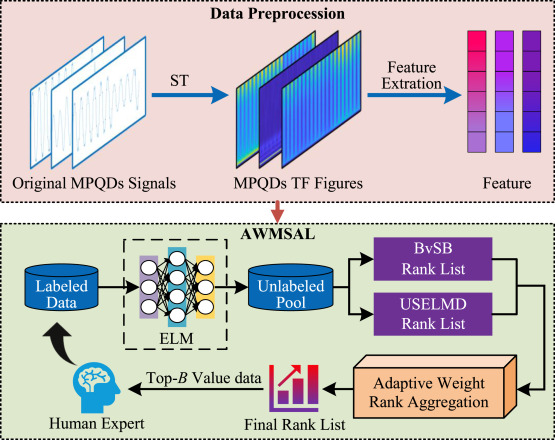 Data Preprocession
ST
Feature
Extration
Original MPQDs Signals
MPQDs TF Figures
Feature
AWMSAL
Labeled
Data
ELM
Unlabeled
Pool
BvSB
Rank List
USELMD
Rank List
Adaptive Weight
Rank Aggregation
Final Rank List
Top-B Value data
Human Expert